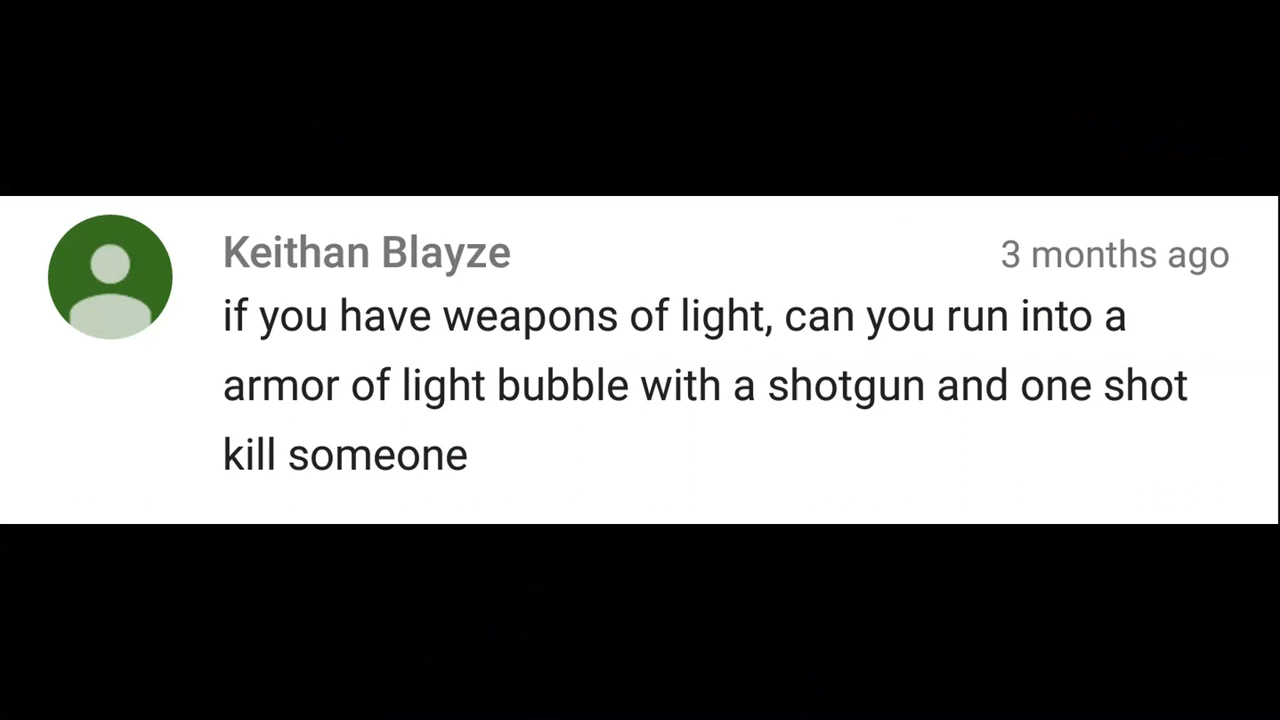 Keithan Blayze 3 months ago
if you have weapons of light, can you run into a
armor of light bubble with a shotgun and one shot
kill someone